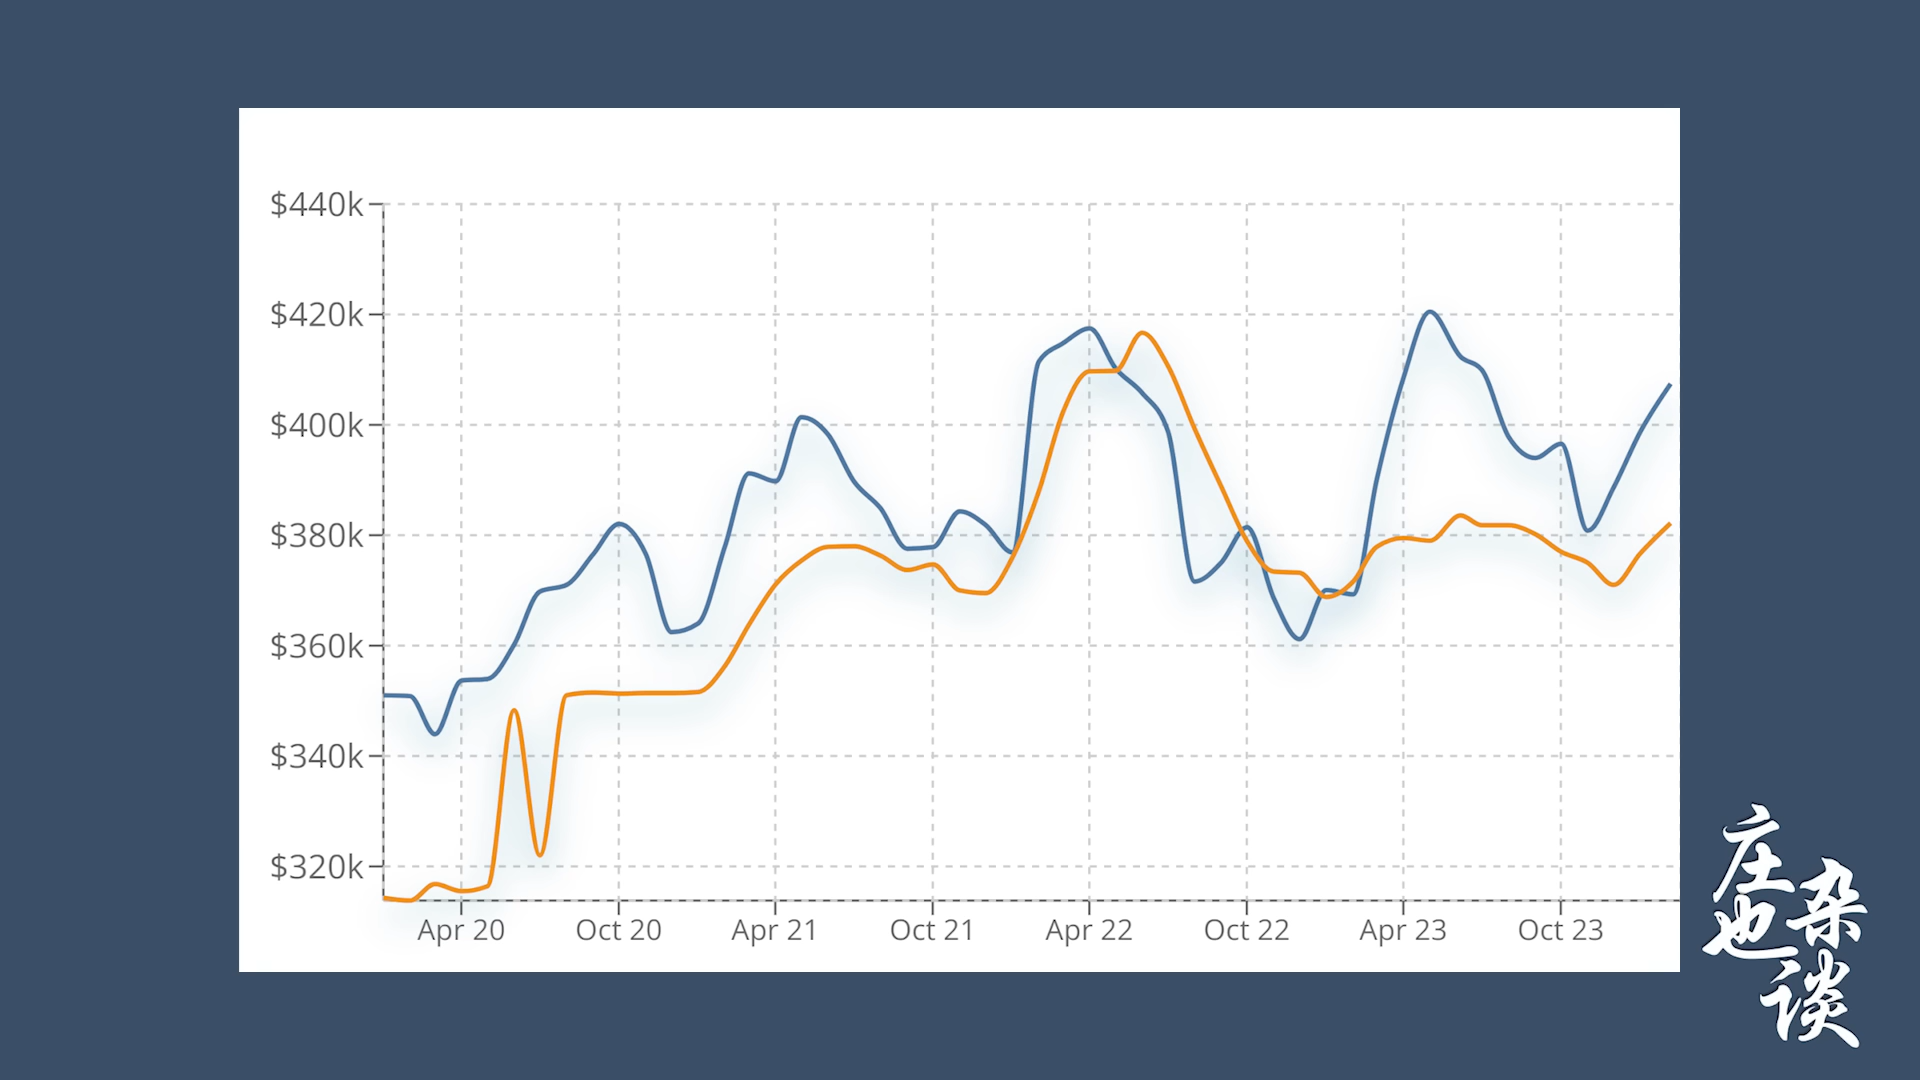 $440k
$420k
$400k
$380k
$360k
$340k
$320k
Apr 20 Oct 20 Apr 21 Oct 21 Apr 22 Oct 22 Apr 23 Oct 23
庄也
杂谈